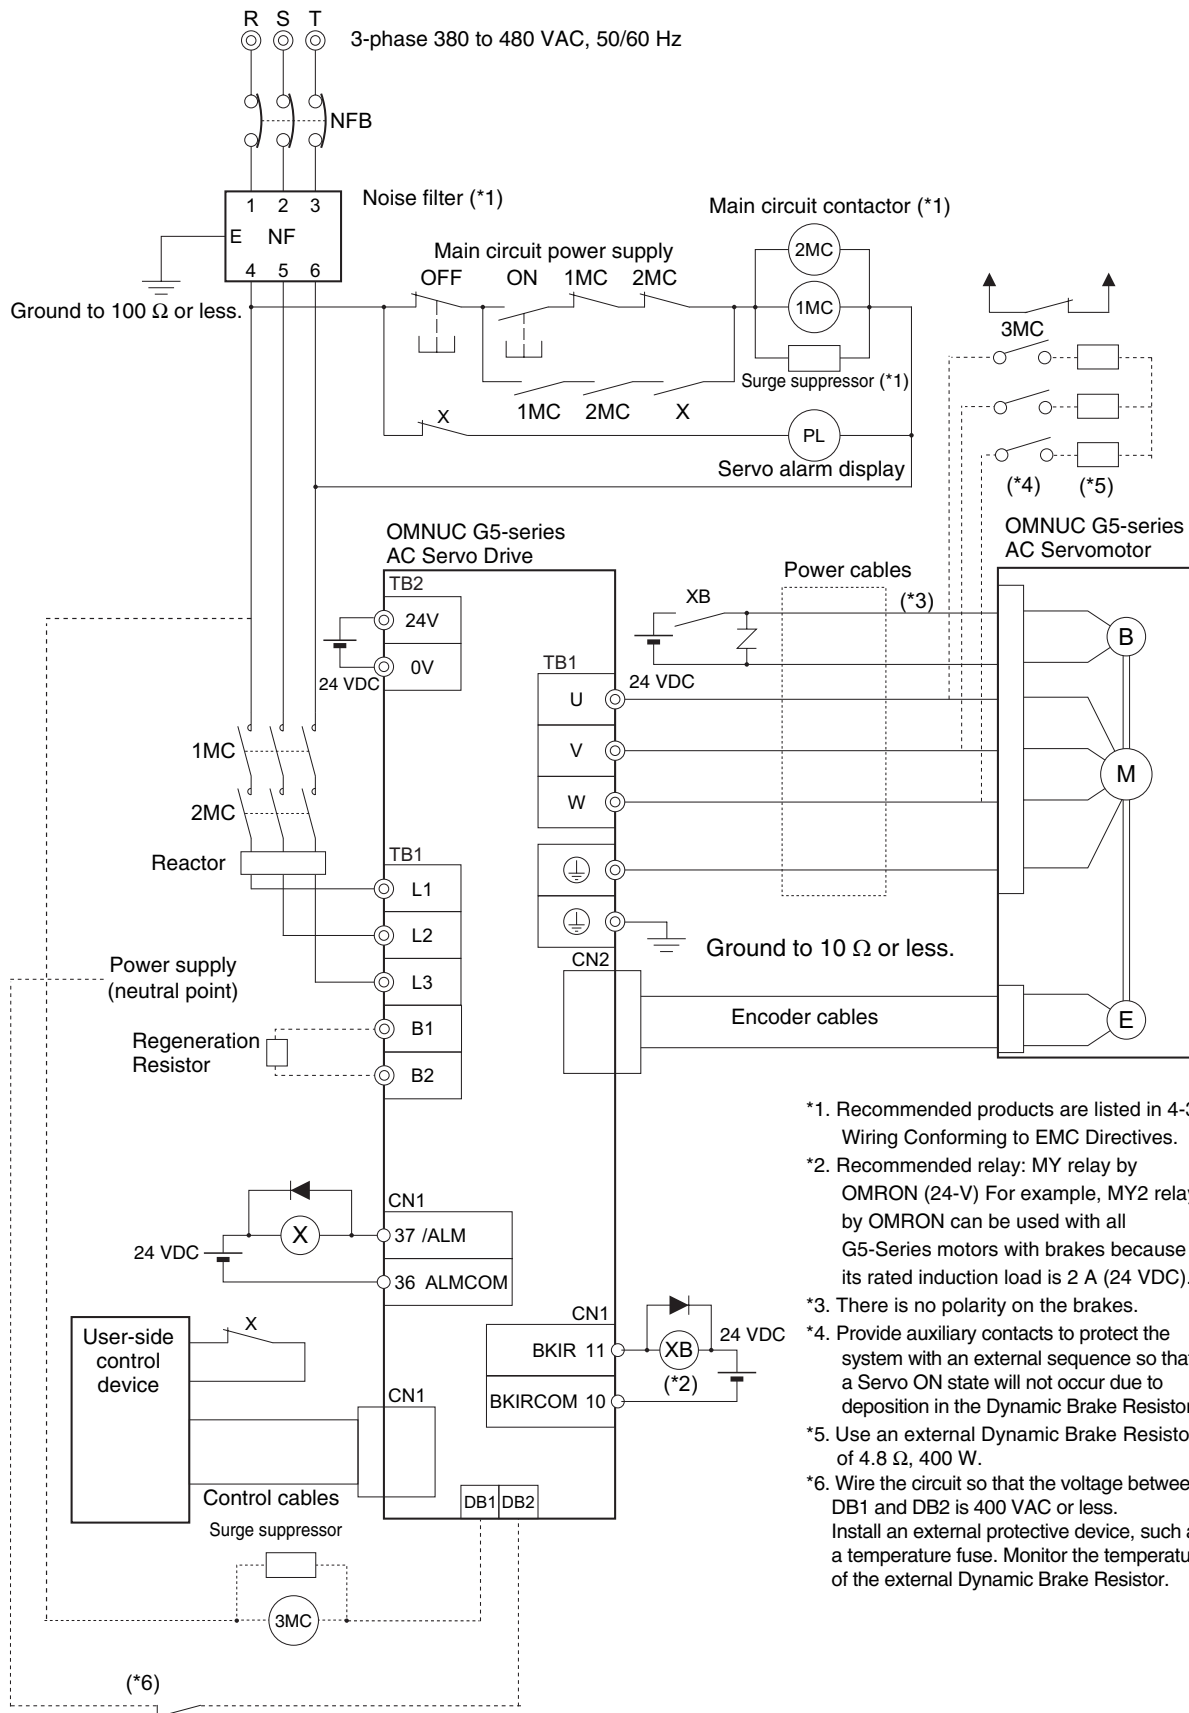 R S T
3-phase 380 to 480 VAC, 50/60 Hz
NFB
Noise filter (*1)
1 2 3
E NF
4 5 6
Ground to 100 Ω or less.
Main circuit power supply
OFF ON 1MC 2MC
Main circuit contactor (*1)
2MC
1MC
Surge suppressor (*1)
1MC 2MC X
X
PL
Servo alarm display
3MC
(*4) (*5)
OMNUC G5-series
AC Servo Drive
OMNUC G5-series
AC Servomotor
TB2
24V
0V
24 VDC
Power cables
XB
(*3)
24 VDC
B
TB1
U
V
W
M
1MC
2MC
Reactor
TB1
L1
L2
L3
B1
B2
Ground to 10 Ω or less.
CN2
Encoder cables
E
Power supply
(neutral point)
Regeneration
Resistor
X
24 VDC
CN1
37 /ALM
36 ALMCOM
User-side
control
device
X
CN1
Control cables
CN1
BKIR 11
BKIRCOM 10
XB
(*2)
24 VDC
DB1 DB2
Surge suppressor
3MC
(*6)
*1. Recommended products are listed in 4-3
Wiring Conforming to EMC Directives.
*2. Recommended relay: MY relay by
OMRON (24-V) For example, MY2 relay
by OMRON can be used with all
G5-Series motors with brakes because
its rated induction load is 2 A (24 VDC).
*3. There is no polarity on the brakes.
*4. Provide auxiliary contacts to protect the
system with an external sequence so that
a Servo ON state will not occur due to
deposition in the Dynamic Brake Resistor
*5. Use an external Dynamic Brake Resisto
of 4.8 Ω, 400 W.
*6. Wire the circuit so that the voltage betwee
DB1 and DB2 is 400 VAC or less.
Install an external protective device, such a
a temperature fuse. Monitor the temperatu
of the external Dynamic Brake Resistor.